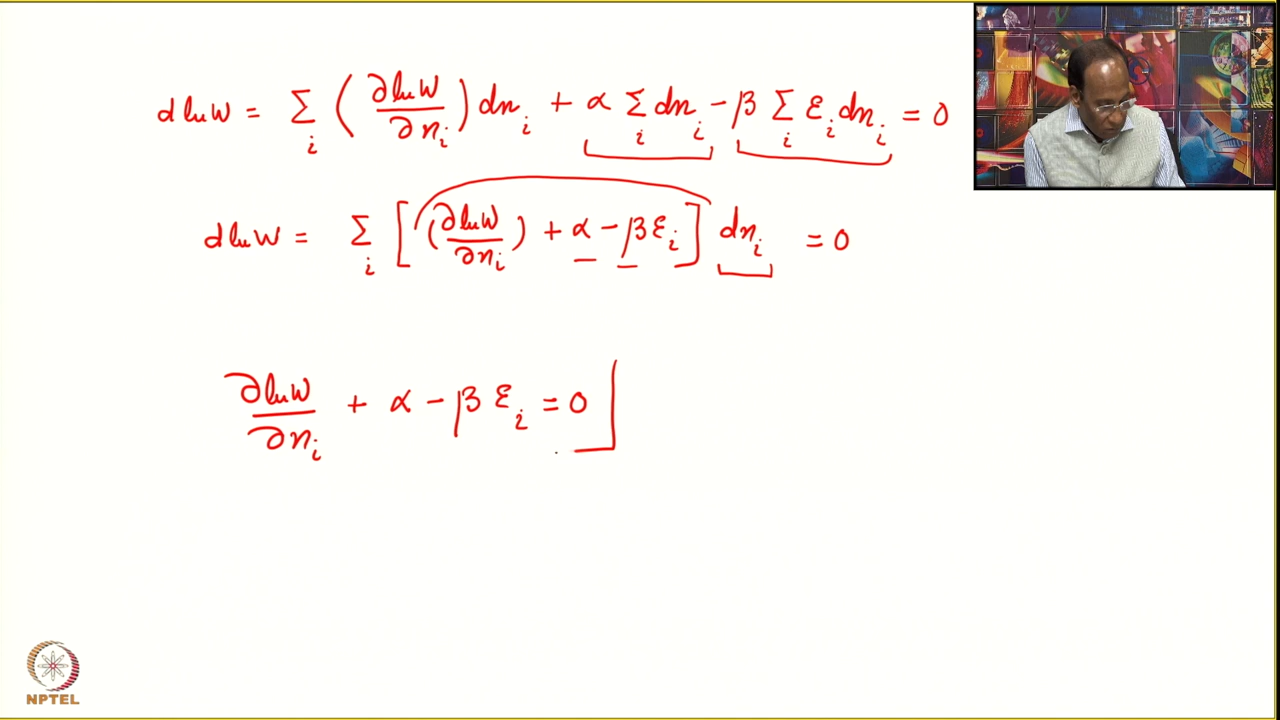 d ln W = Σ_i (∂ln W / ∂n_i) dn_i + α Σ_i dn_i − β Σ_i ε_i dn_i = 0
d ln W = Σ_i [(∂ln W / ∂n_i) + α − β ε_i] dn_i = 0
∂ln W / ∂n_i + α − β ε_i = 0
NPTEL